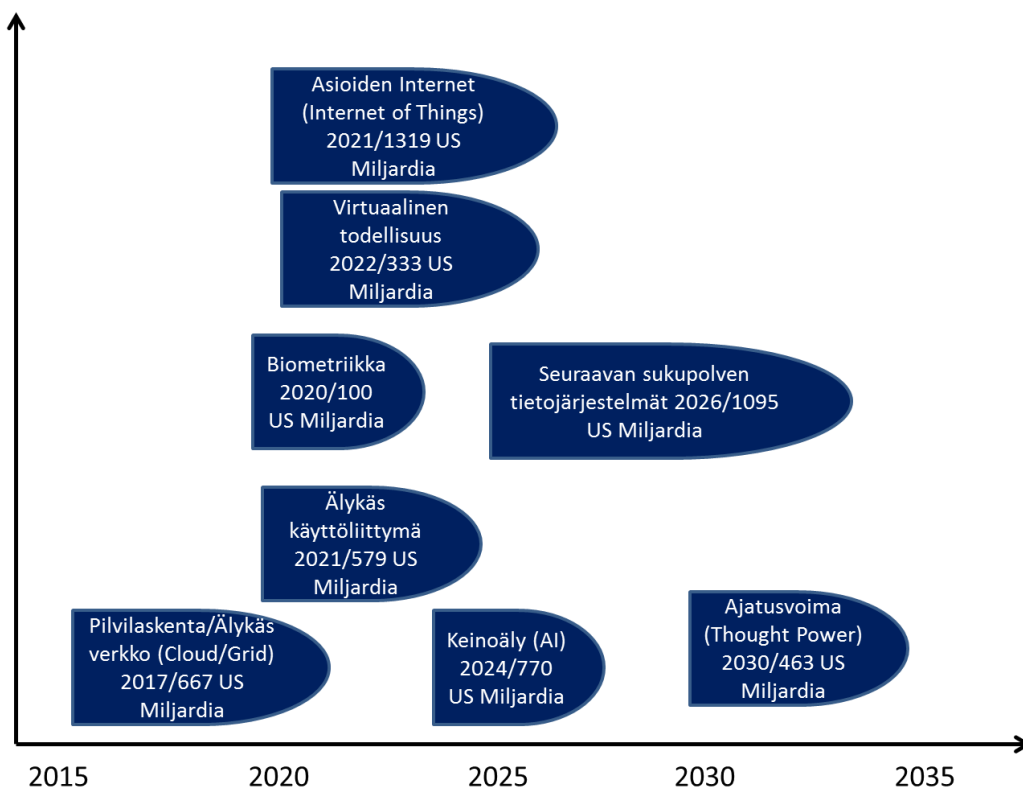 Asioiden Internet
(Internet of Things)
2021/1319 US
Miljardia
Virtuaalinen
todellisuus
2022/333 US
Miljardia
Biometriikka
2020/100
US Miljardia
Seuraavan sukupolven
tietojärjestelmät 2026/1095
US Miljardia
Älykäs
käyttöliittymä
2021/579 US
Miljardia
Pilvilaskenta/Älykäs
verkko (Cloud/Grid)
2017/667 US
Miljardia
Keinoäly (AI)
2024/770
US Miljardia
Ajatusvoima
(Thought Power)
2030/463 US
Miljardia
2015 2020 2025 2030 2035